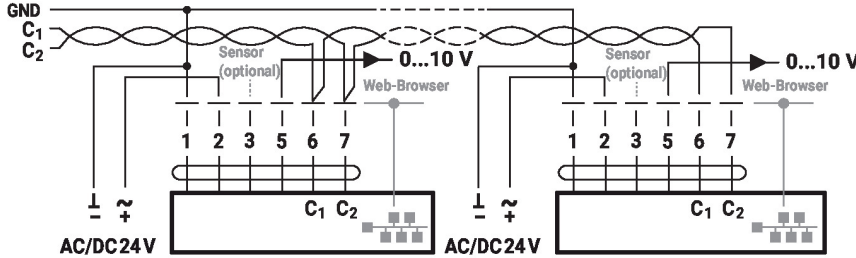 GND
C1
C2
Sensor
(optional)
0...10 V
Web-Browser
1 2 3 5 6 7
⊥ ~
− +
C1 C2
AC/DC 24 V
Sensor
(optional)
0...10 V
Web-Browser
1 2 3 5 6 7
⊥ ~
− +
C1 C2
AC/DC 24 V